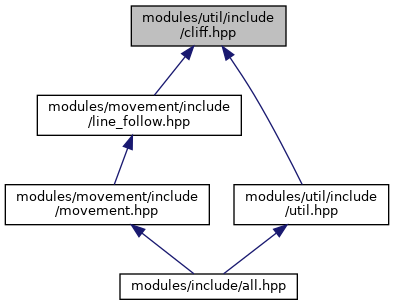 modules/util/include
/cliff.hpp
modules/movement/include
/line_follow.hpp
modules/movement/include
/movement.hpp
modules/util/include
/util.hpp
modules/include/all.hpp